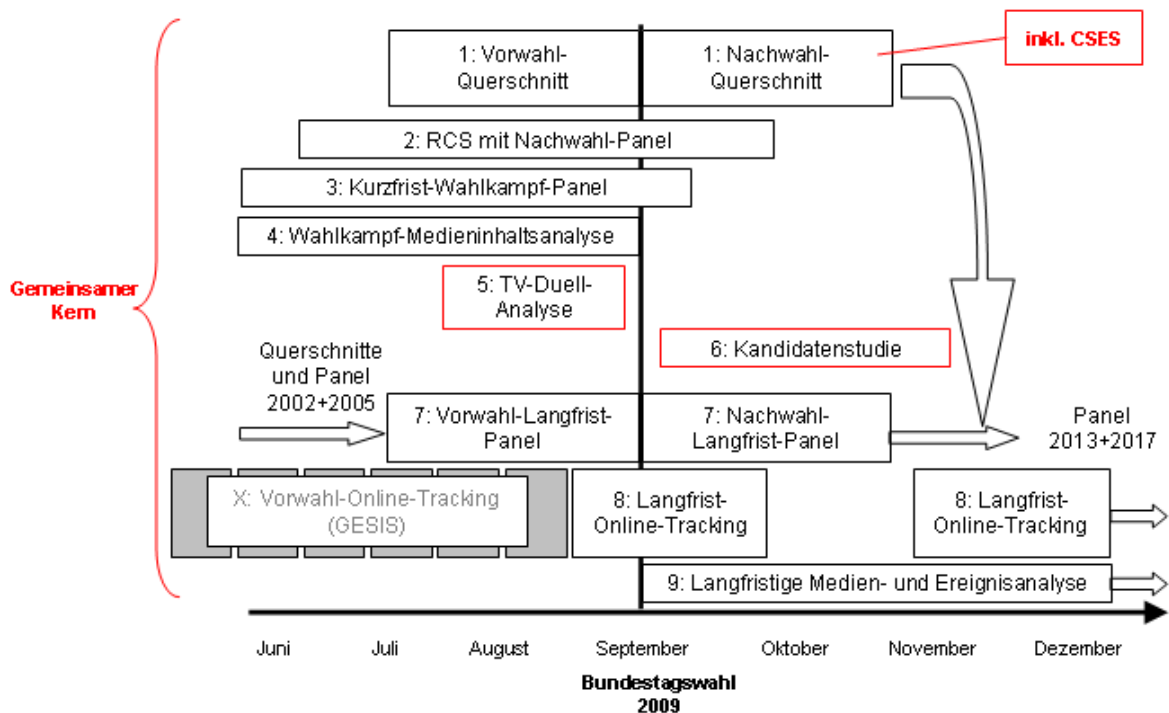 1: Vorwahl-
Querschnitt
1: Nachwahl-
Querschnitt
inkl. CSES
2: RCS mit Nachwahl-Panel
3: Kurzfrist-Wahlkampf-Panel
4: Wahlkampf-Medieninhaltsanalyse
5: TV-Duell-
Analyse
Gemeinsamer
Kern
6: Kandidatenstudie
Querschnitte
und Panel
2002+2005
7: Vorwahl-Langfrist-
Panel
7: Nachwahl-
Langfrist-Panel
Panel
2013+2017
X: Vorwahl-Online-Tracking
(GESIS)
8: Langfrist-
Online-Tracking
8: Langfrist-
Online-Tracking
9: Langfristige Medien- und Ereignisanalyse
Juni Juli August September Oktober November Dezember
Bundestagswahl
2009